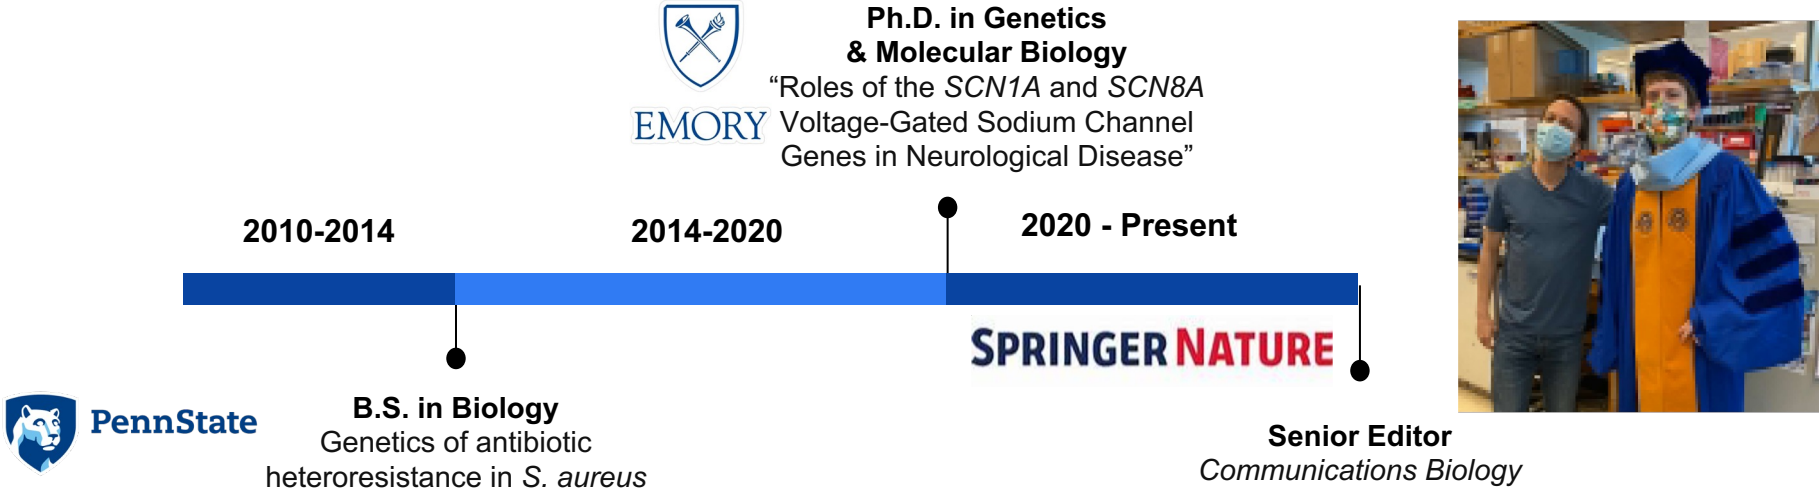 Ph.D. in Genetics
& Molecular Biology
“Roles of the SCN1A and SCN8A
Voltage-Gated Sodium Channel
Genes in Neurological Disease”
EMORY
2010-2014
2014-2020
2020 - Present
SPRINGER NATURE
PennState
B.S. in Biology
Genetics of antibiotic
heteroresistance in S. aureus
Senior Editor
Communications Biology